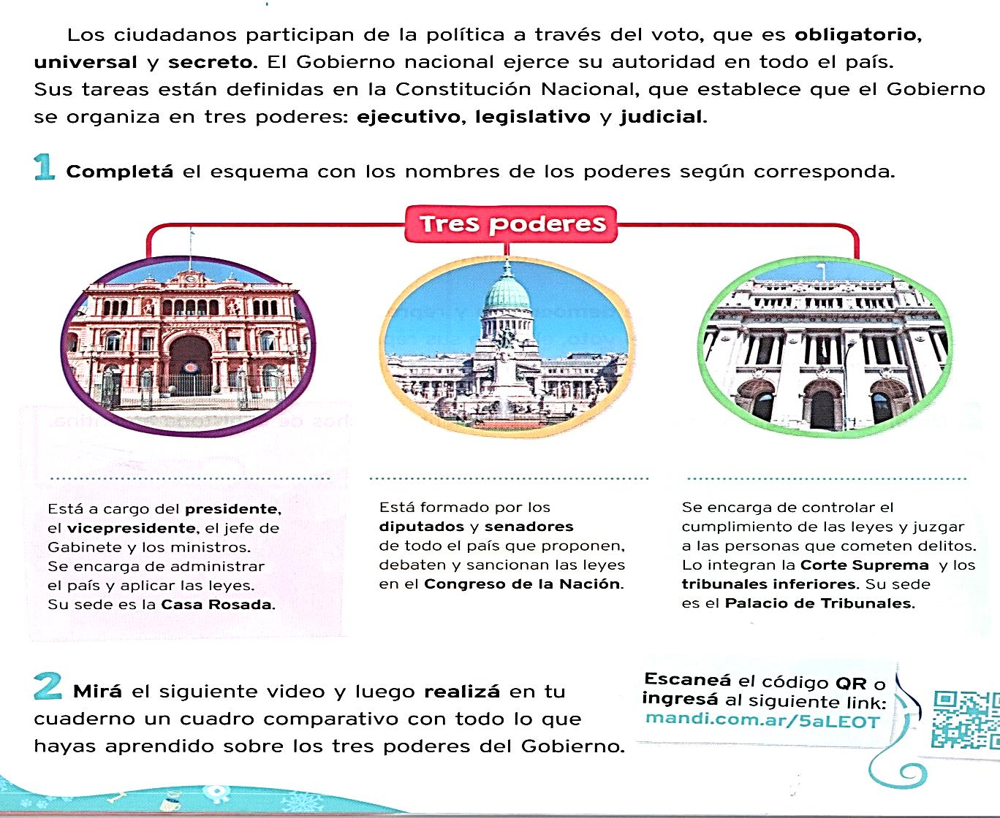 Los ciudadanos participan de la política a través del voto, que es obligatorio,
universal y secreto. El Gobierno nacional ejerce su autoridad en todo el país.
Sus tareas están definidas en la Constitución Nacional, que establece que el Gobierno
se organiza en tres poderes: ejecutivo, legislativo y judicial.
1 Completá el esquema con los nombres de los poderes según corresponda.
Tres poderes
Está a cargo del presidente,
el vicepresidente, el jefe de
Gabinete y los ministros.
Se encarga de administrar
el país y aplicar las leyes.
Su sede es la Casa Rosada.
Está formado por los
diputados y senadores
de todo el país que proponen,
debaten y sancionan las leyes
en el Congreso de la Nación.
Se encarga de controlar el
cumplimiento de las leyes y juzgar
a las personas que cometen delitos.
Lo integran la Corte Suprema y los
tribunales inferiores. Su sede
es el Palacio de Tribunales.
2 Mirá el siguiente video y luego realizá en tu
cuaderno un cuadro comparativo con todo lo que
hayas aprendido sobre los tres poderes del Gobierno.
Escaneá el código QR o
ingresá al siguiente link:
mandi.com.ar/5aLEOT